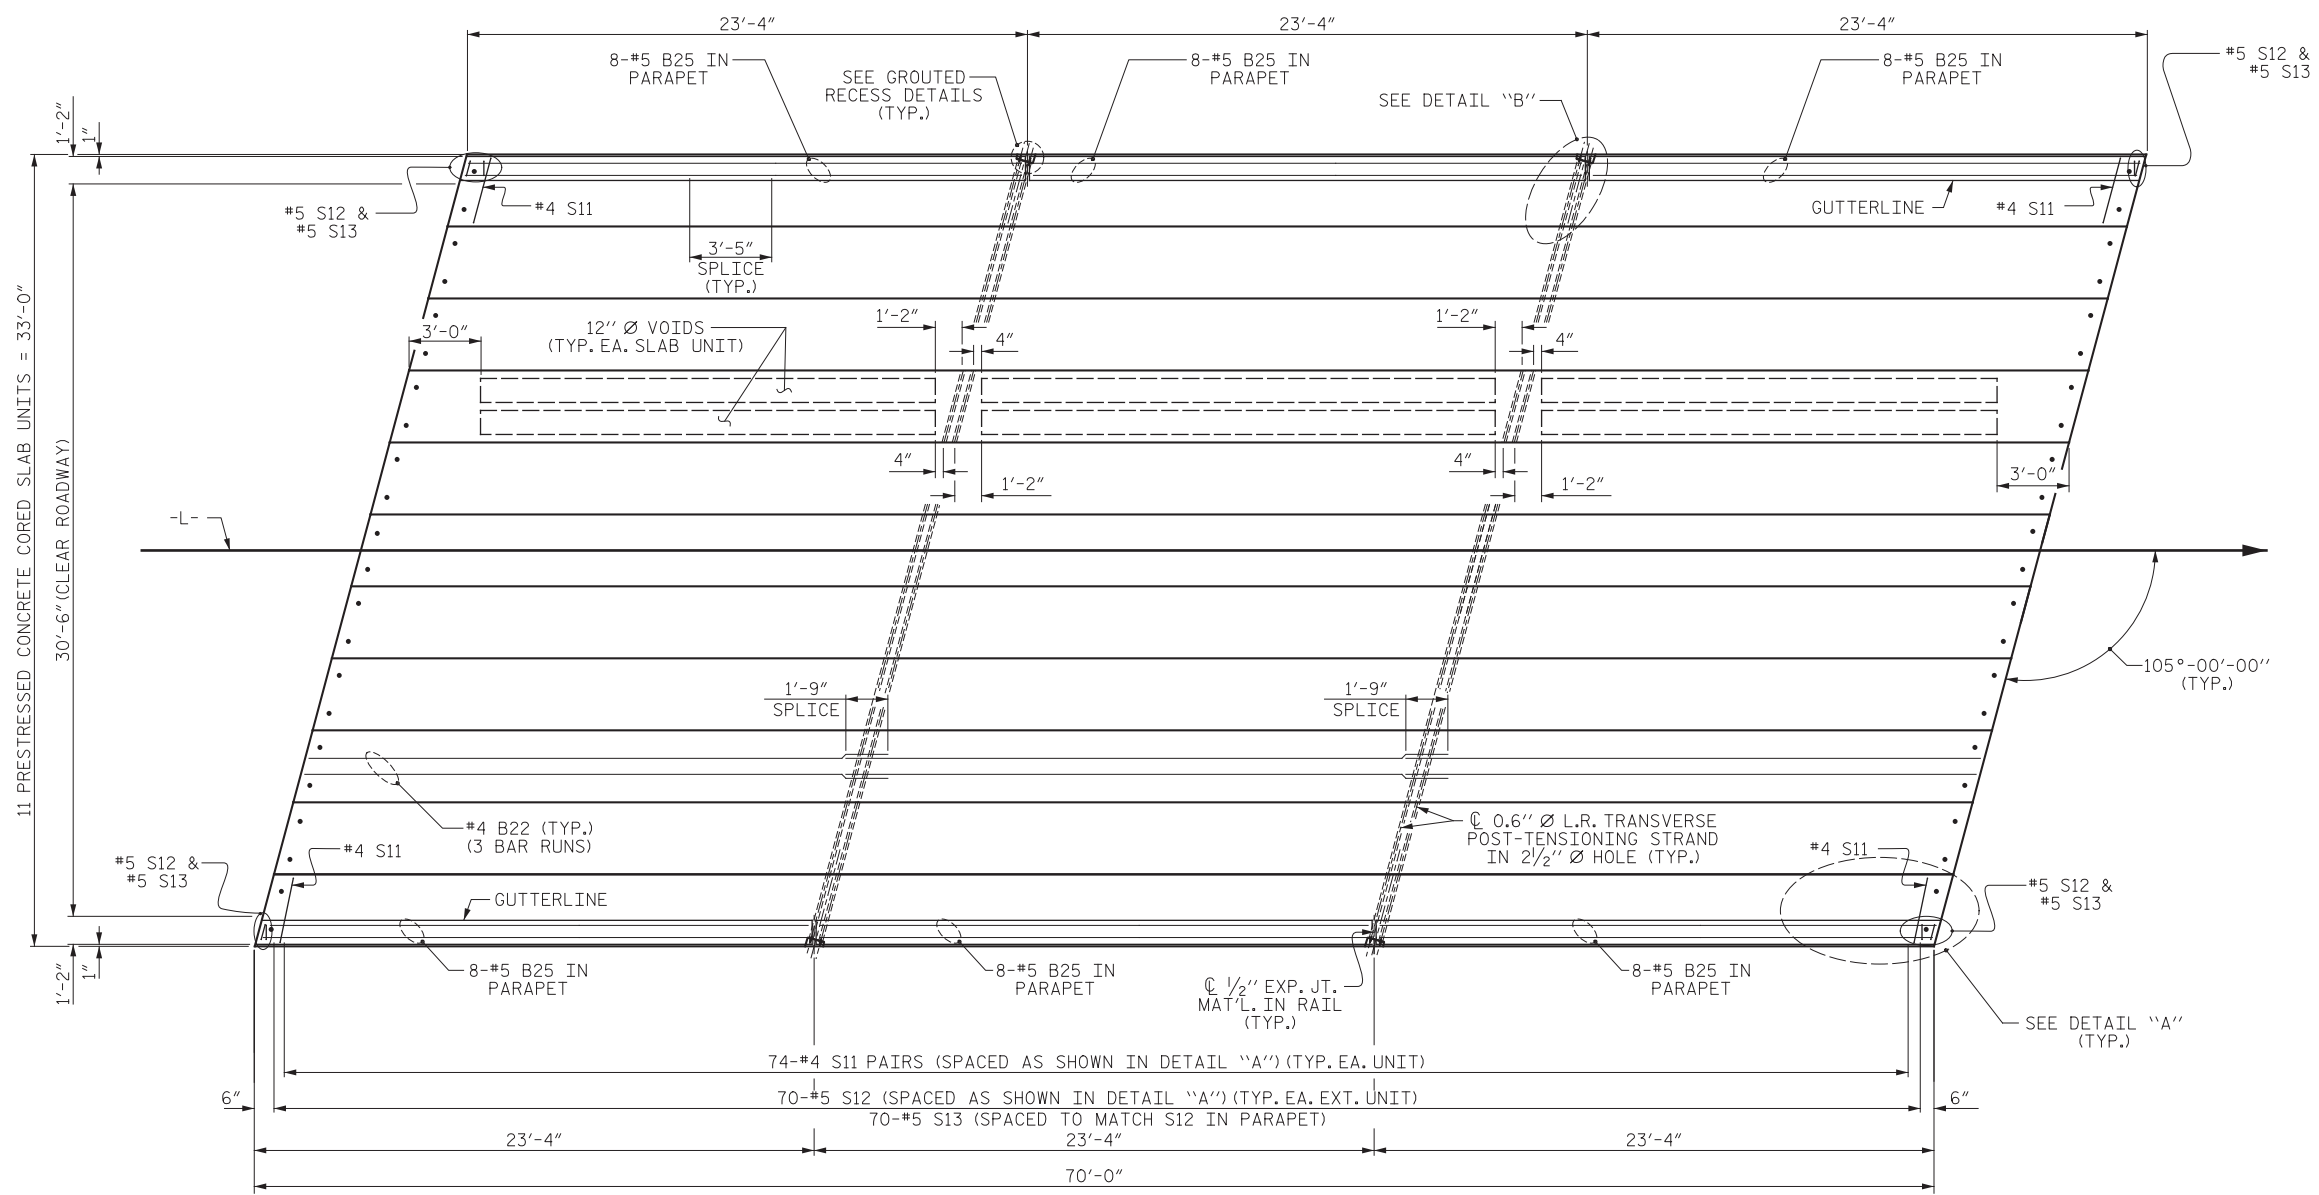 23'-4"
23'-4"
23'-4"
8-#5 B25 IN
PARAPET
SEE GROUTED
RECESS DETAILS
(TYP.)
8-#5 B25 IN
PARAPET
SEE DETAIL "B"
8-#5 B25 IN
PARAPET
#5 S12 &
#5 S13
1'-2"
1"
#5 S12 &
#5 S13
#4 S11
GUTTERLINE
#4 S11
3'-5"
SPLICE
(TYP.)
3'-0"
12" Ø VOIDS
(TYP. EA. SLAB UNIT)
1'-2"
4"
1'-2"
4"
4"
1'-2"
4"
1'-2"
3'-0"
11 PRESTRESSED CONCRETE CORED SLAB UNITS = 33'-0"
30'-6" (CLEAR ROADWAY)
-L-
105°-00'-00"
(TYP.)
1'-9"
SPLICE
1'-9"
SPLICE
#4 B22 (TYP.)
(3 BAR RUNS)
℄ 0.6" Ø L.R. TRANSVERSE
POST-TENSIONING STRAND
IN 2½" Ø HOLE (TYP.)
#5 S12 &
#5 S13
#4 S11
#4 S11
#5 S12 &
#5 S13
GUTTERLINE
1'-2"
1"
8-#5 B25 IN
PARAPET
8-#5 B25 IN
PARAPET
℄ ½" EXP. JT.
MAT'L. IN RAIL
(TYP.)
8-#5 B25 IN
PARAPET
SEE DETAIL "A"
(TYP.)
74-#4 S11 PAIRS (SPACED AS SHOWN IN DETAIL "A") (TYP. EA. UNIT)
6"
70-#5 S12 (SPACED AS SHOWN IN DETAIL "A") (TYP. EA. EXT. UNIT)
6"
70-#5 S13 (SPACED TO MATCH S12 IN PARAPET)
23'-4"
23'-4"
23'-4"
70'-0"